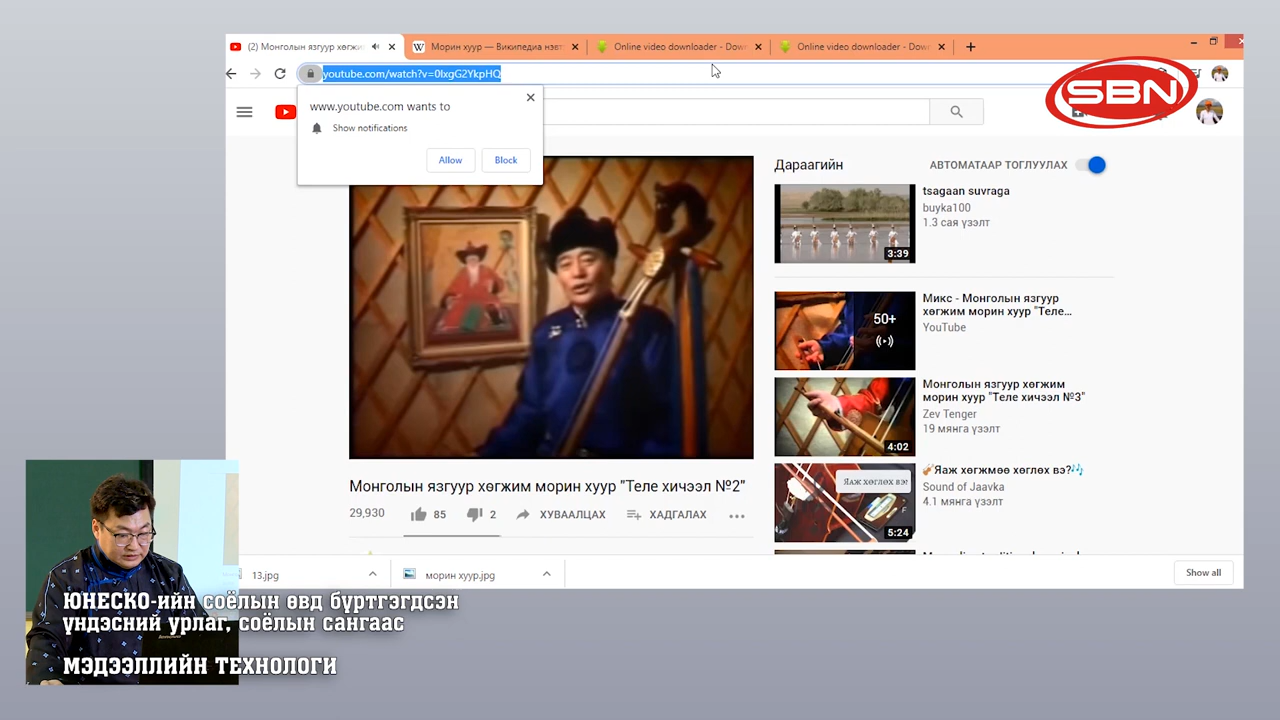 (2) Монголын язгуур хөгжи
Морин хуур — Википедиа нэвт
Online video downloader - Down
Online video downloader - Down
youtube.com/watch?v=0lxgG2YkpHQ
SBN
www.youtube.com wants to
Show notifications
Allow
Block
Дараагийн
АВТОМАТААР ТОГЛУУЛАХ
tsagaan suvraga
buyka100
1.3 сая үзэлт
3:39
Микс - Монголын язгуур
хөгжим морин хуур "Теле...
YouTube
50+
Монголын язгуур хөгжим
морин хуур "Теле хичээл №3"
Zev Tenger
19 мянга үзэлт
4:02
Яаж хөгжмөө хөглөх вэ?
Sound of Jaavka
4.1 мянга үзэлт
Яаж хөглөх вэ?
5:24
Монголын язгуур хөгжим морин хуур "Теле хичээл №2"
29,930
85
2
ХУВААЛЦАХ
ХАДГАЛАХ
13.jpg
морин хуур.jpg
Show all
ЮНЕСКО-ийн соёлын өвд бүртгэгдсэн
үндэсний урлаг, соёлын сангаас
МЭДЭЭЛЛИЙН ТЕХНОЛОГИ